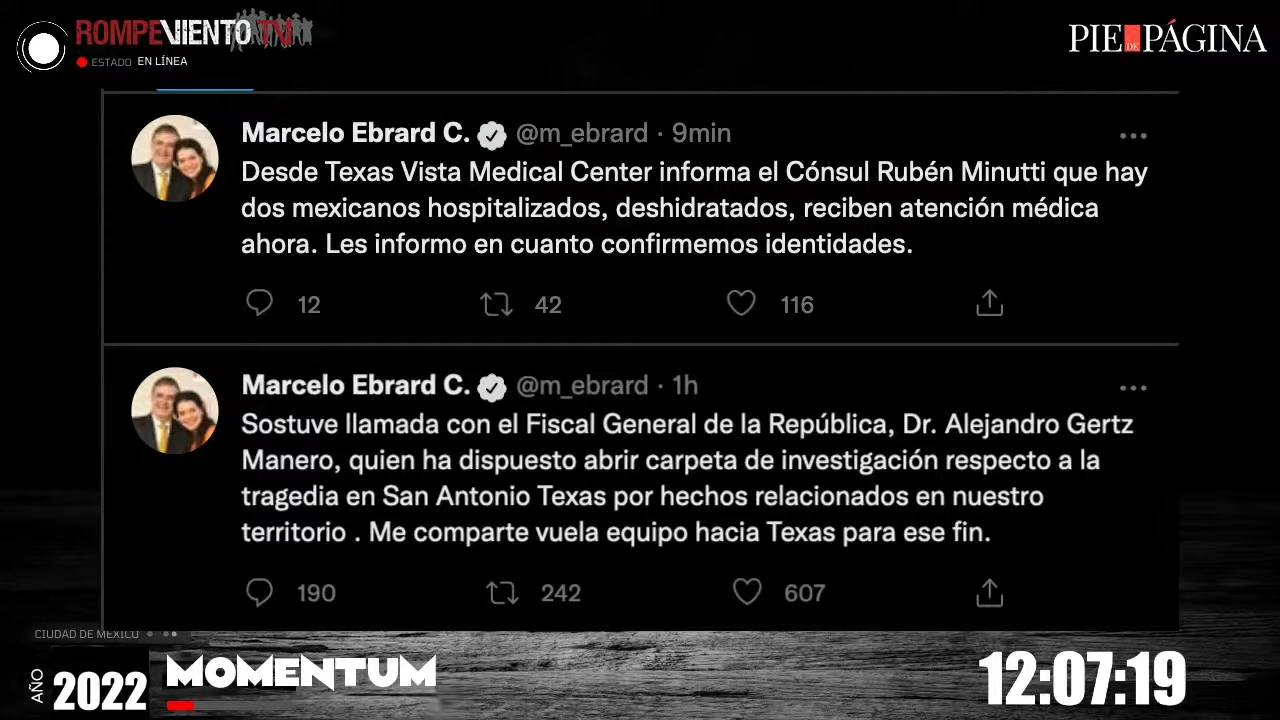 ROMPEVIENTO TV
ESTADO EN LÍNEA
PIE DE PÁGINA
Marcelo Ebrard C. @m_ebrard · 9min
Desde Texas Vista Medical Center informa el Cónsul Rubén Minutti que hay
dos mexicanos hospitalizados, deshidratados, reciben atención médica
ahora. Les informo en cuanto confirmemos identidades.
12 42 116
Marcelo Ebrard C. @m_ebrard · 1h
Sostuve llamada con el Fiscal General de la República, Dr. Alejandro Gertz
Manero, quien ha dispuesto abrir carpeta de investigación respecto a la
tragedia en San Antonio Texas por hechos relacionados en nuestro
territorio . Me comparte vuela equipo hacia Texas para ese fin.
190 242 607
CIUDAD DE MÉXICO
AÑO 2022 MOMENTUM 12:07:19